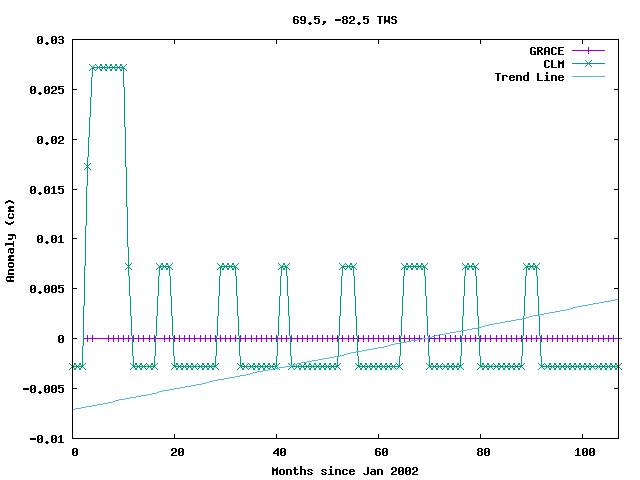 69.5, -82.5 TWS
0.03
0.025
0.02
0.015
0.01
0.005
0
-0.005
-0.01
Anomaly (cm)
GRACE
CLM
Trend Line
0 20 40 60 80 100
Months since Jan 2002